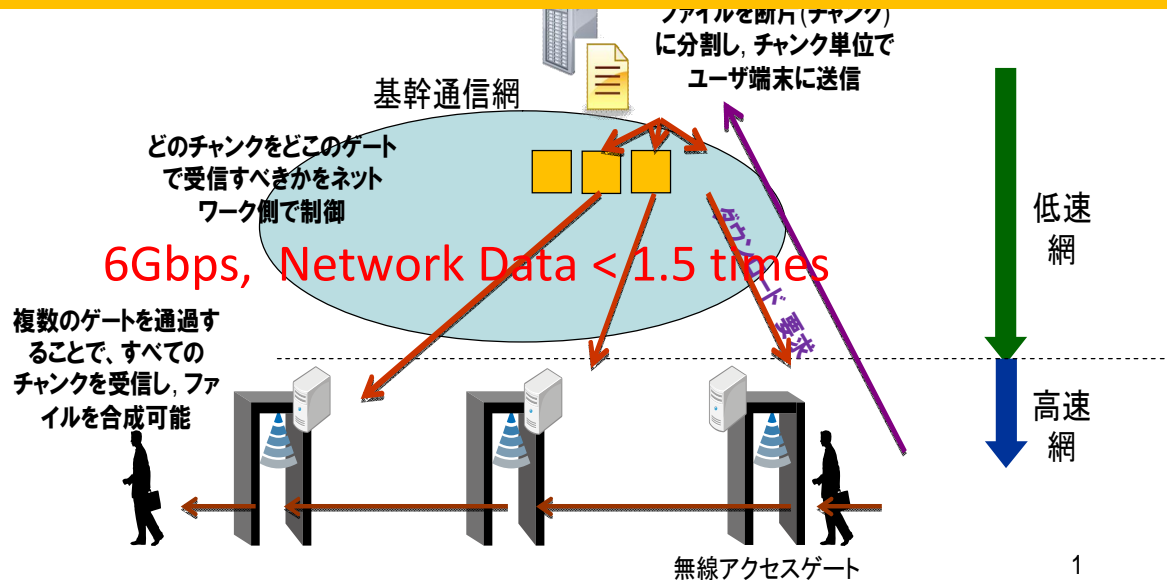 ファイルを断片(チャンク)
に分割し, チャンク単位で
ユーザ端末に送信
基幹通信網
どのチャンクをどこのゲート
で受信すべきかをネット
ワーク側で制御
低速
網
ダウンロード 要求
6Gbps, Network Data < 1.5 times
複数のゲートを通過す
ることで、すべての
チャンクを受信し, ファ
イルを合成可能
高速
網
無線アクセスゲート
1